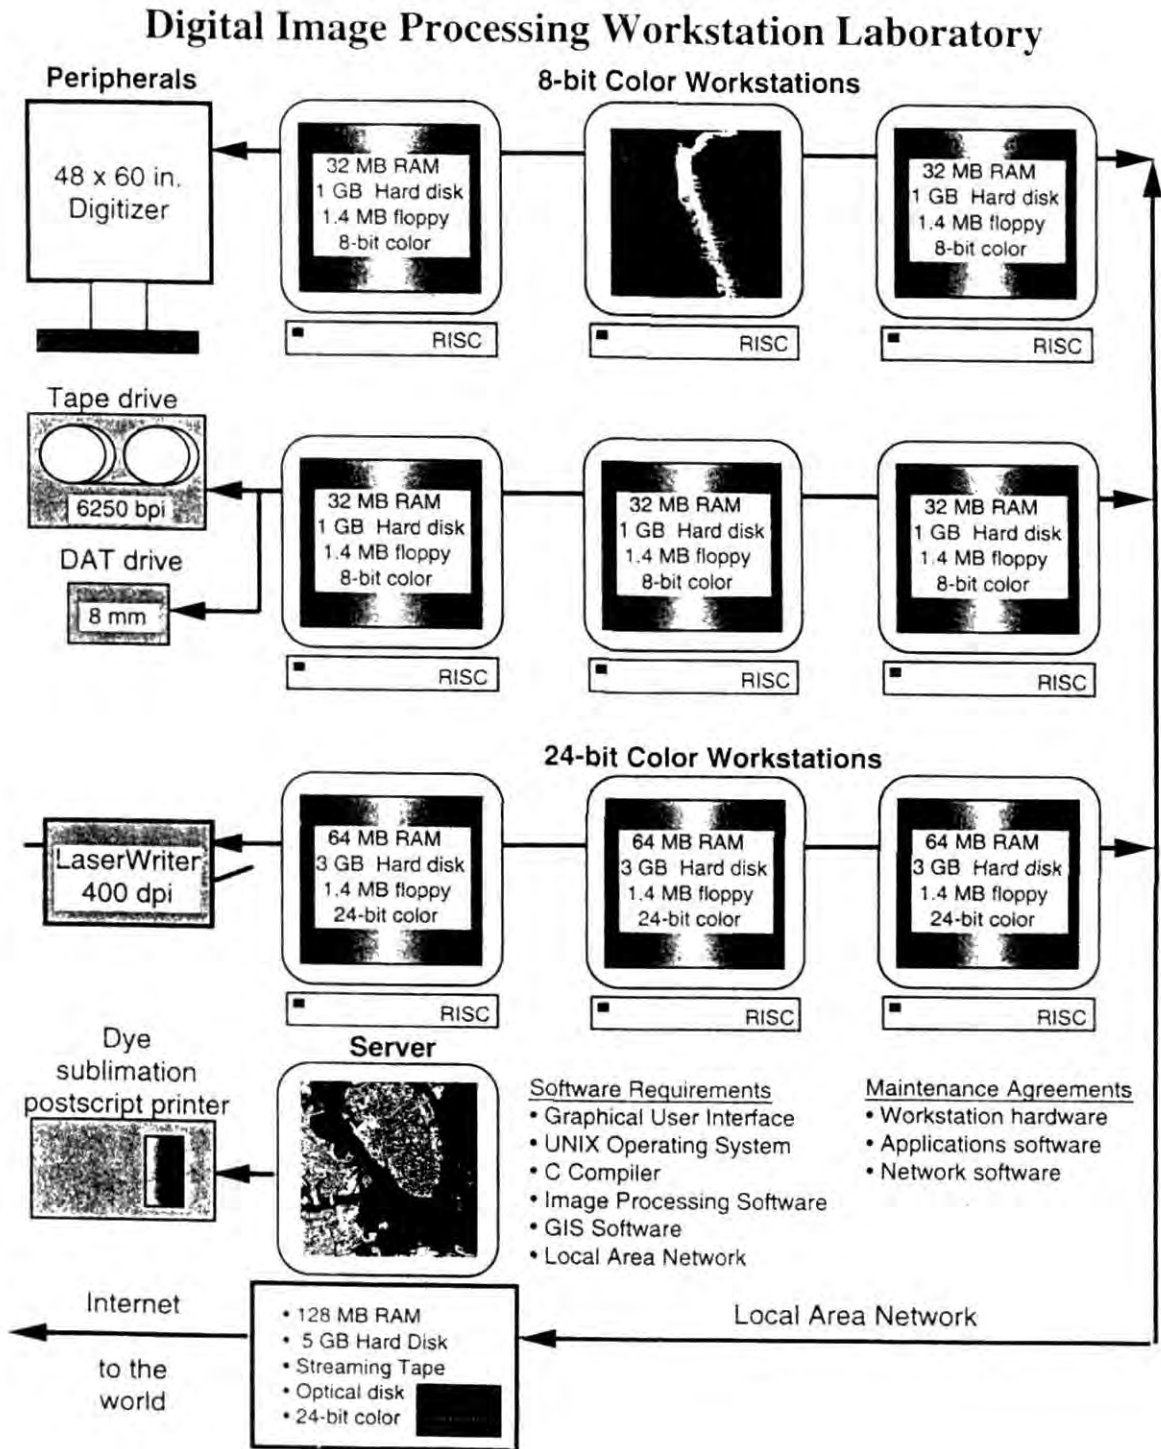 Digital Image Processing Workstation Laboratory
Peripherals
8-bit Color Workstations
48 x 60 in.
Digitizer
32 MB RAM
1 GB Hard disk
1.4 MB floppy
8-bit color
RISC
RISC
32 MB RAM
1 GB Hard disk
1.4 MB floppy
8-bit color
RISC
Tape drive
6250 bpi
DAT drive
8 mm
32 MB RAM
1 GB Hard disk
1.4 MB floppy
8-bit color
RISC
32 MB RAM
1 GB Hard disk
1.4 MB floppy
8-bit color
RISC
32 MB RAM
1 GB Hard disk
1.4 MB floppy
8-bit color
RISC
24-bit Color Workstations
LaserWriter
400 dpi
64 MB RAM
3 GB Hard disk
1.4 MB floppy
24-bit color
RISC
64 MB RAM
3 GB Hard disk
1.4 MB floppy
24-bit color
RISC
64 MB RAM
3 GB Hard disk
1.4 MB floppy
24-bit color
RISC
Dye
sublimation
postscript printer
Server
Software Requirements
• Graphical User Interface
• UNIX Operating System
• C Compiler
• Image Processing Software
• GIS Software
• Local Area Network
Maintenance Agreements
• Workstation hardware
• Applications software
• Network software
Internet
to the
world
• 128 MB RAM
• 5 GB Hard Disk
• Streaming Tape
• Optical disk
• 24-bit color
Local Area Network